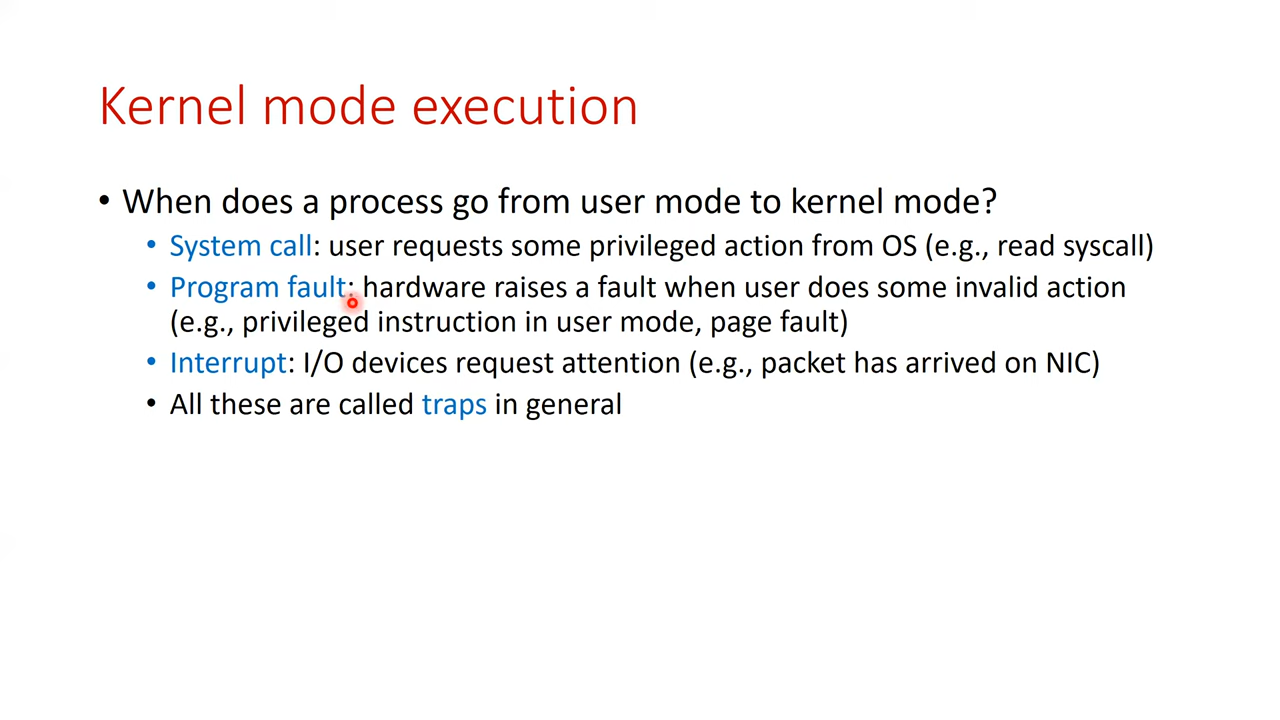 Kernel mode execution
• When does a process go from user mode to kernel mode?
• System call: user requests some privileged action from OS (e.g., read syscall)
• Program fault: hardware raises a fault when user does some invalid action
(e.g., privileged instruction in user mode, page fault)
• Interrupt: I/O devices request attention (e.g., packet has arrived on NIC)
• All these are called traps in general